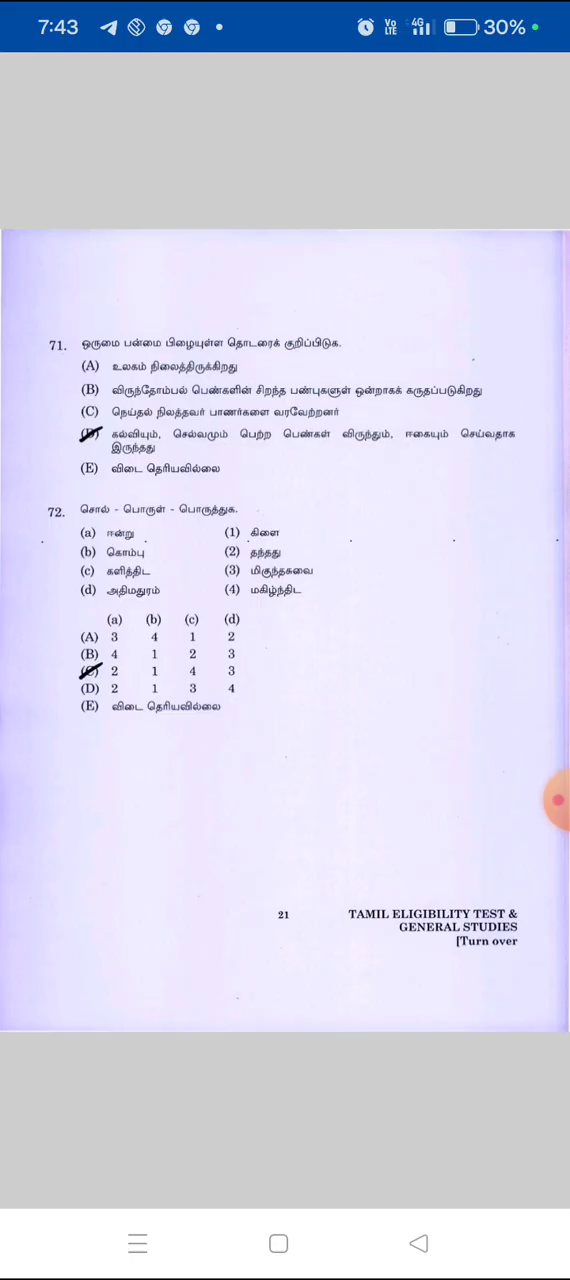 7:43
Vo LTE 4G 30%
71. ஒருமை பன்மை பிழையுள்ள தொடரைக் குறிப்பிடுக.
(A) உலகம் நிலைத்திருக்கிறது
(B) விருந்தோம்பல் பெண்களின் சிறந்த பண்புகளுள் ஒன்றாகக் கருதப்படுகிறது
(C) நெய்தல் நிலத்தவர் பாணர்களை வரவேற்றனர்
(D) கல்வியும், செல்வமும் பெற்ற பெண்கள் விருந்தும், ஈகையும் செய்வதாக
இருந்தது
(E) விடை தெரியவில்லை
72. சொல் - பொருள் - பொருத்துக.
(a) ஈன்று (1) கிளை
(b) கொம்பு (2) தந்தது
(c) களித்திட (3) மிகுந்தசுவை
(d) அதிமதுரம் (4) மகிழ்ந்திட
(a) (b) (c) (d)
(A) 3 4 1 2
(B) 4 1 2 3
(C) 2 1 4 3
(D) 2 1 3 4
(E) விடை தெரியவில்லை
21 TAMIL ELIGIBILITY TEST &
GENERAL STUDIES
[Turn over